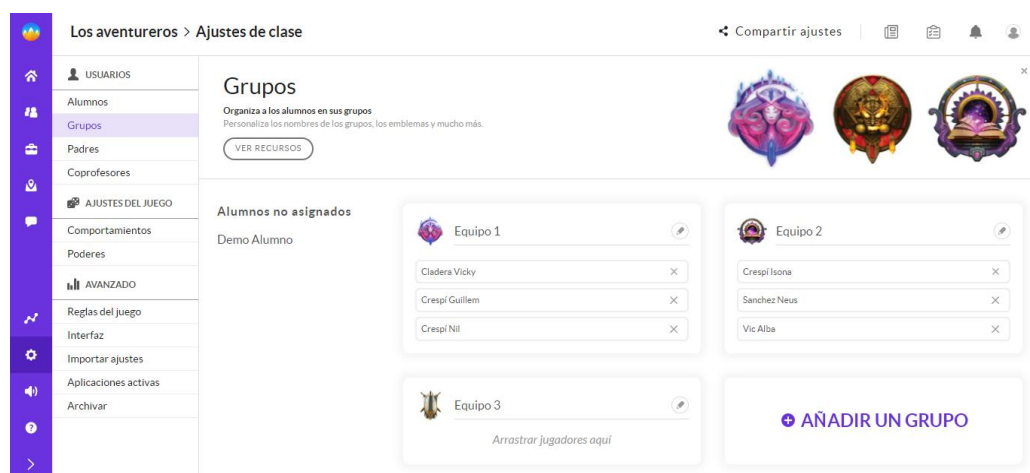 Los aventureros > Ajustes de clase
Compartir ajustes
USUARIOS
Alumnos
Grupos
Padres
Coprofesores
AJUSTES DEL JUEGO
Comportamientos
Poderes
AVANZADO
Reglas del juego
Interfaz
Importar ajustes
Aplicaciones activas
Archivar
Grupos
Organiza a los alumnos en sus grupos
Personaliza los nombres de los grupos, los emblemas y mucho más.
VER RECURSOS
Alumnos no asignados
Demo Alumno
Equipo 1
Cladera Vicky
Crespí Guillem
Crespí Nil
Equipo 2
Crespí Isona
Sanchez Neus
Vic Alba
Equipo 3
Arrastrar jugadores aquí
AÑADIR UN GRUPO